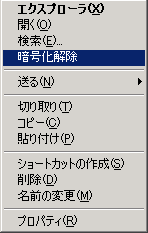 エクスプローラ(X)
開く(O)
検索(E)...
暗号化解除
送る(N)
切り取り(T)
コピー(C)
貼り付け(P)
ショートカットの作成(S)
削除(D)
名前の変更(M)
プロパティ(R)